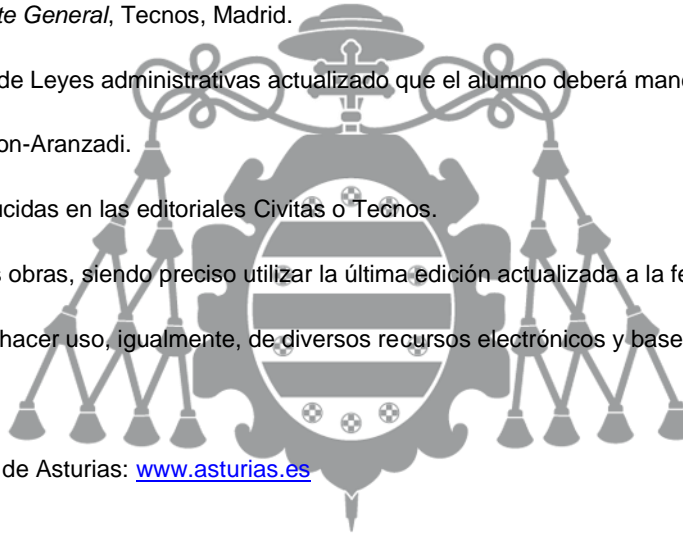 te General, Tecnos, Madrid.
de Leyes administrativas actualizado que el alumno deberá mane
on-Aranzadi.
ucidas en las editoriales Civitas o Tecnos.
s obras, siendo preciso utilizar la última edición actualizada a la fe
hacer uso, igualmente, de diversos recursos electrónicos y base
de Asturias: www.asturias.es